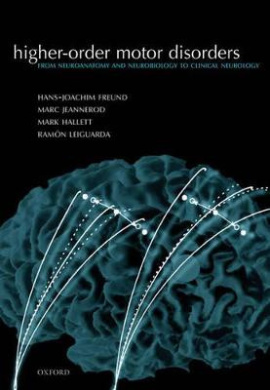 higher-order motor disorders
FROM NEUROANATOMY AND NEUROBIOLOGY TO CLINICAL NEUROLOGY
HANS-JOACHIM FREUND
MARC JEANNEROD
MARK HALLETT
RAMÓN LEIGUARDA
OXFORD